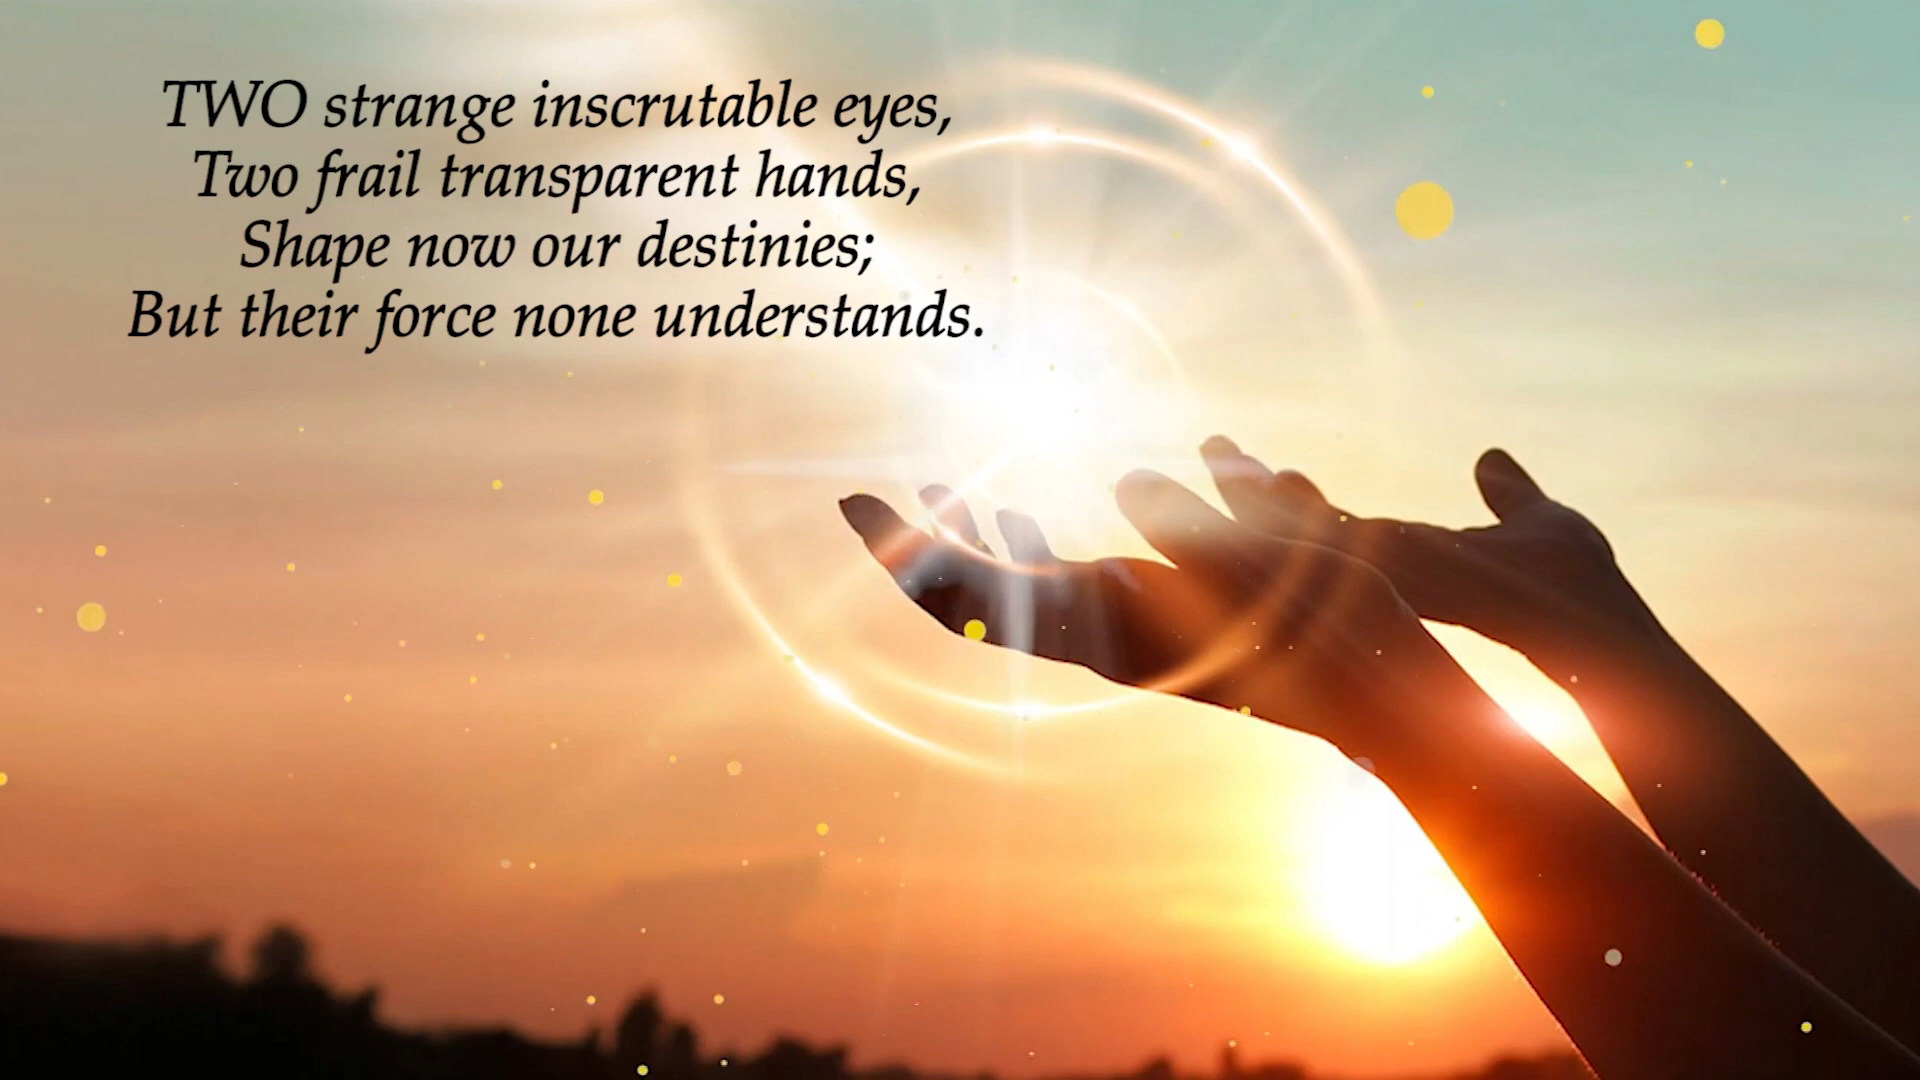 TWO strange inscrutable eyes,
Two frail transparent hands,
Shape now our destinies;
But their force none understands.